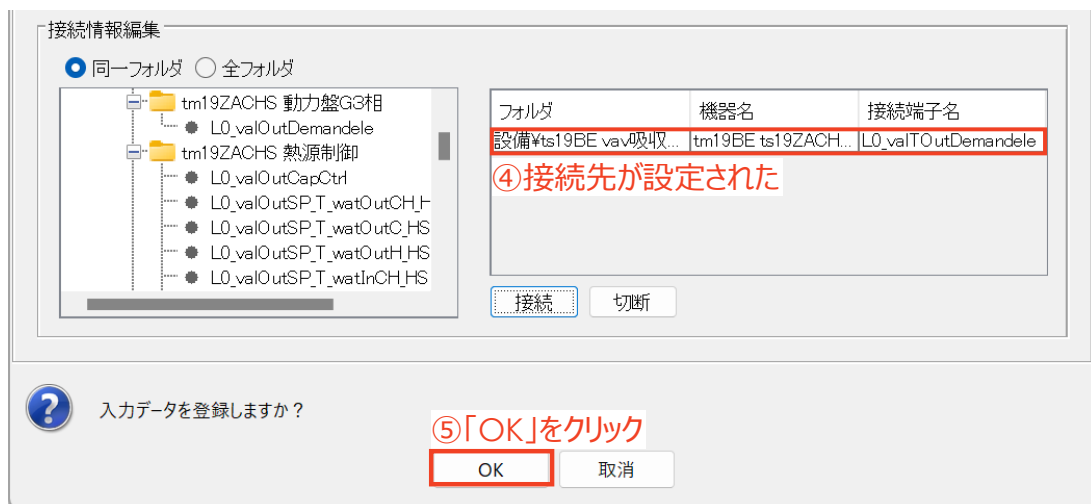 接続情報編集
同一フォルダ 全フォルダ
tm19ZACHS 動力盤G3相
L0_valOutDemandele
tm19ZACHS 熱源制御
L0_valOutCapCtrl
L0_valOutSP_T_watOutCH_H
L0_valOutSP_T_watOutC_HS
L0_valOutSP_T_watOutH_HS
L0_valOutSP_T_watInCH_HS
フォルダ 機器名 接続端子名
設備¥ts19BE vav吸収... tm19BE ts19ZACH... L0_valTOutDemandele
④接続先が設定された
接続 切断
入力データを登録しますか？
⑤「OK」をクリック
OK 取消